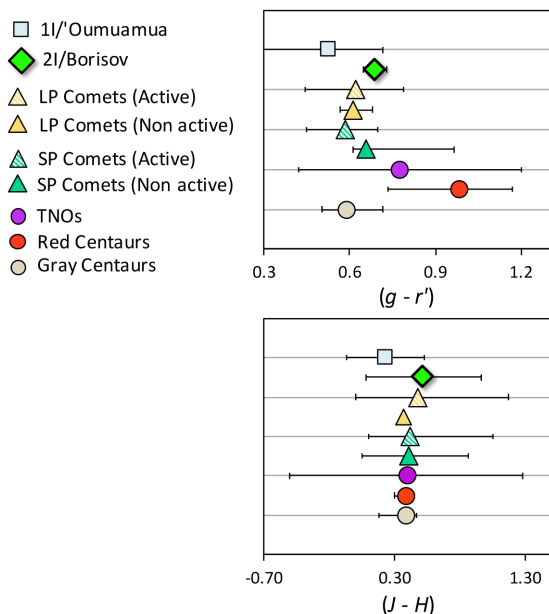 1I/'Oumuamua
2I/Borisov
LP Comets (Active)
LP Comets (Non active)
SP Comets (Active)
SP Comets (Non active)
TNOs
Red Centaurs
Gray Centaurs
0.3 0.6 0.9 1.2
(g - r')
-0.70 0.30 1.30
(J - H)